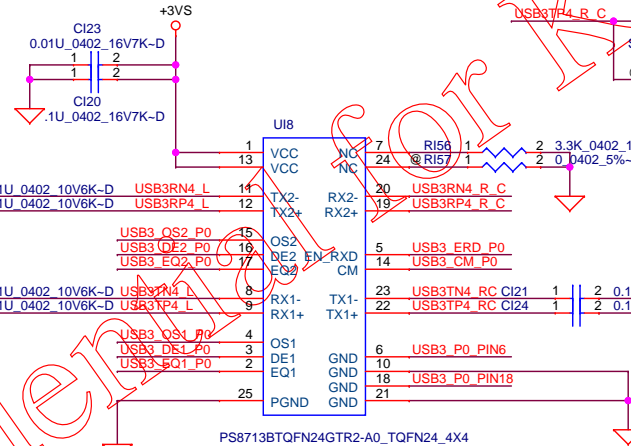 +3VS
USB3TP4_R_C
CI23
0.01U_0402_16V7K~D
1 2
1 2
CI20
.1U_0402_16V7K~D
UI8
1 VCC NC 7 RI56 1 2 3.3K_0402_1
13 VCC NC 24 @ RI57 1 2 0_0402_5%~
1U_0402_10V6K~D USB3RN4_L 11 TX2- RX2- 20 USB3RN4_R_C
1U_0402_10V6K~D USB3RP4_L 12 TX2+ RX2+ 19 USB3RP4_R_C
USB3_OS2_P0 15 OS2
USB3_DE2_P0 16 DE2 EN_RXD 5 USB3_ERD_P0
USB3_EQ2_P0 17 EQ2 CM 14 USB3_CM_P0
1U_0402_10V6K~D USB3TN4_L 8 RX1- TX1- 23 USB3TN4_RC CI21 1 2 0.1
1U_0402_10V6K~D USB3TP4_L 9 RX1+ TX1+ 22 USB3TP4_RC CI24 1 2 0.1
USB3_OS1_P0 4 OS1
USB3_DE1_P0 3 DE1 GND 6 USB3_P0_PIN6
USB3_EQ1_P0 2 EQ1 GND 10
GND 18 USB3_P0_PIN18
25 PGND GND 21
PS8713BTQFN24GTR2-A0_TQFN24_4X4